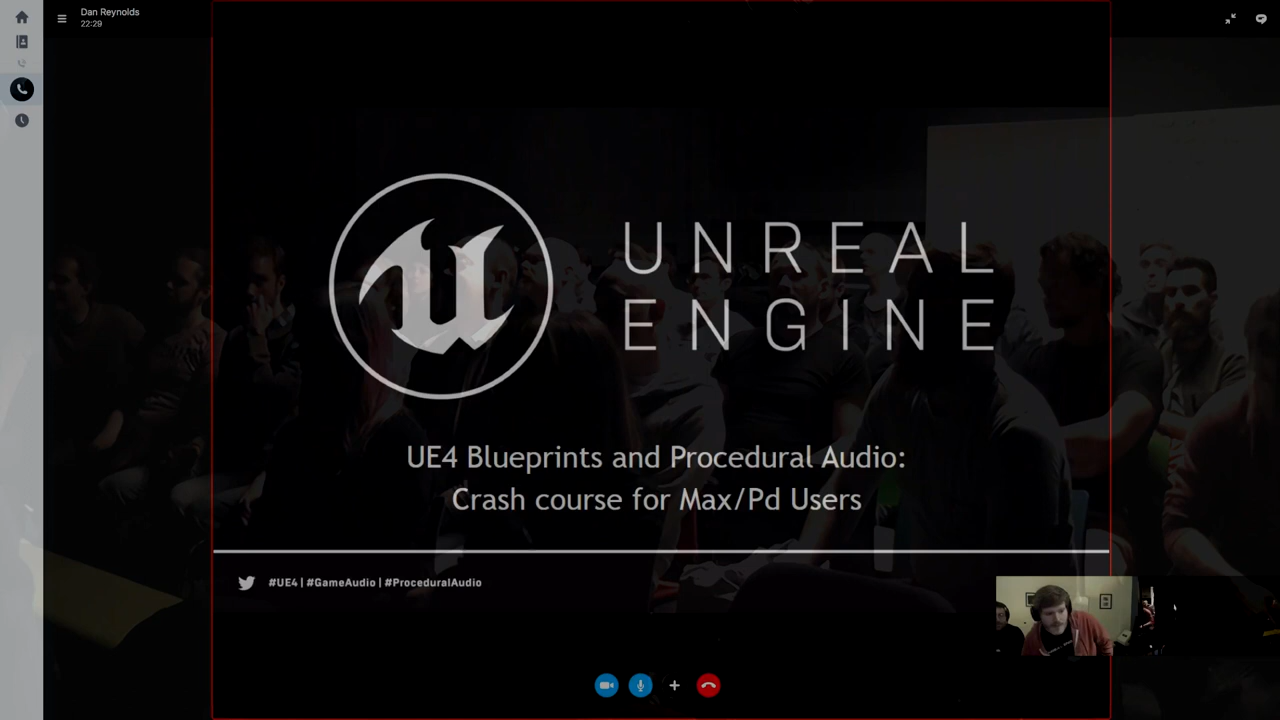 Dan Reynolds
22:29
UNREAL
ENGINE
UE4 Blueprints and Procedural Audio:
Crash course for Max/Pd Users
#UE4 | #GameAudio | #ProceduralAudio